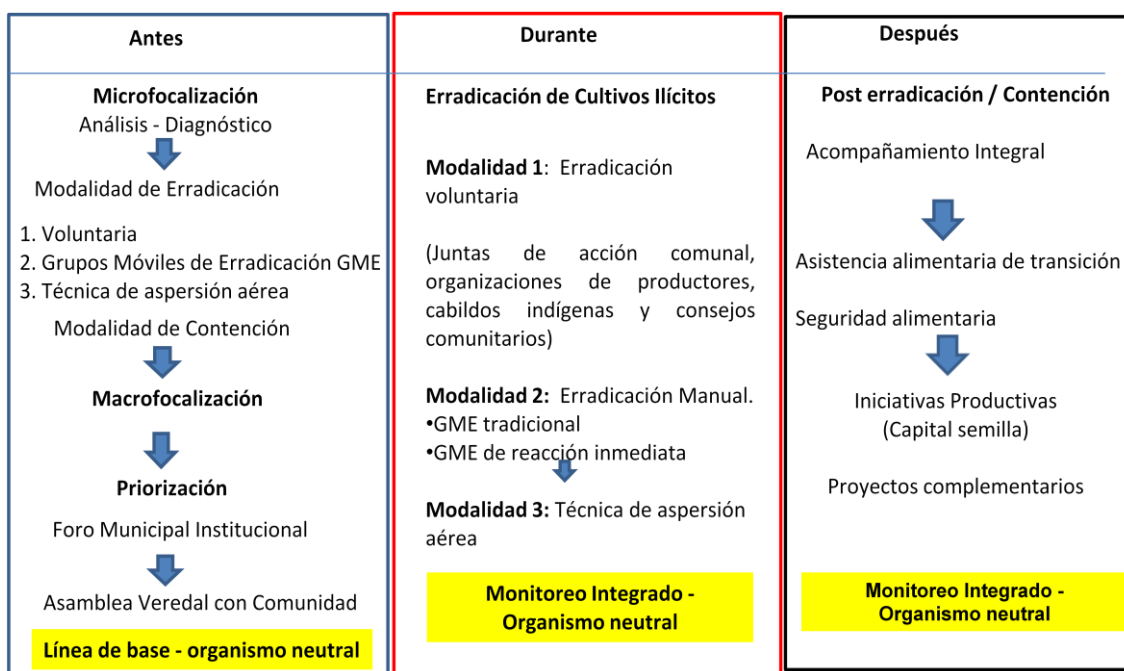 Antes
Microfocalización
Análisis - Diagnóstico
Modalidad de Erradicación
1. Voluntaria
2. Grupos Móviles de Erradicación GME
3. Técnica de aspersión aérea
Modalidad de Contención
Macrofocalización
Priorización
Foro Municipal Institucional
Asamblea Veredal con Comunidad
Línea de base - organismo neutral
Durante
Erradicación de Cultivos Ilícitos
Modalidad 1: Erradicación
voluntaria
(Juntas de acción comunal,
organizaciones de productores,
cabildos indígenas y consejos
comunitarios)
Modalidad 2: Erradicación Manual.
•GME tradicional
•GME de reacción inmediata
Modalidad 3: Técnica de aspersión
aérea
Monitoreo Integrado -
Organismo neutral
Después
Post erradicación / Contención
Acompañamiento Integral
Asistencia alimentaria de transición
Seguridad alimentaria
Iniciativas Productivas
(Capital semilla)
Proyectos complementarios
Monitoreo Integrado -
Organismo neutral